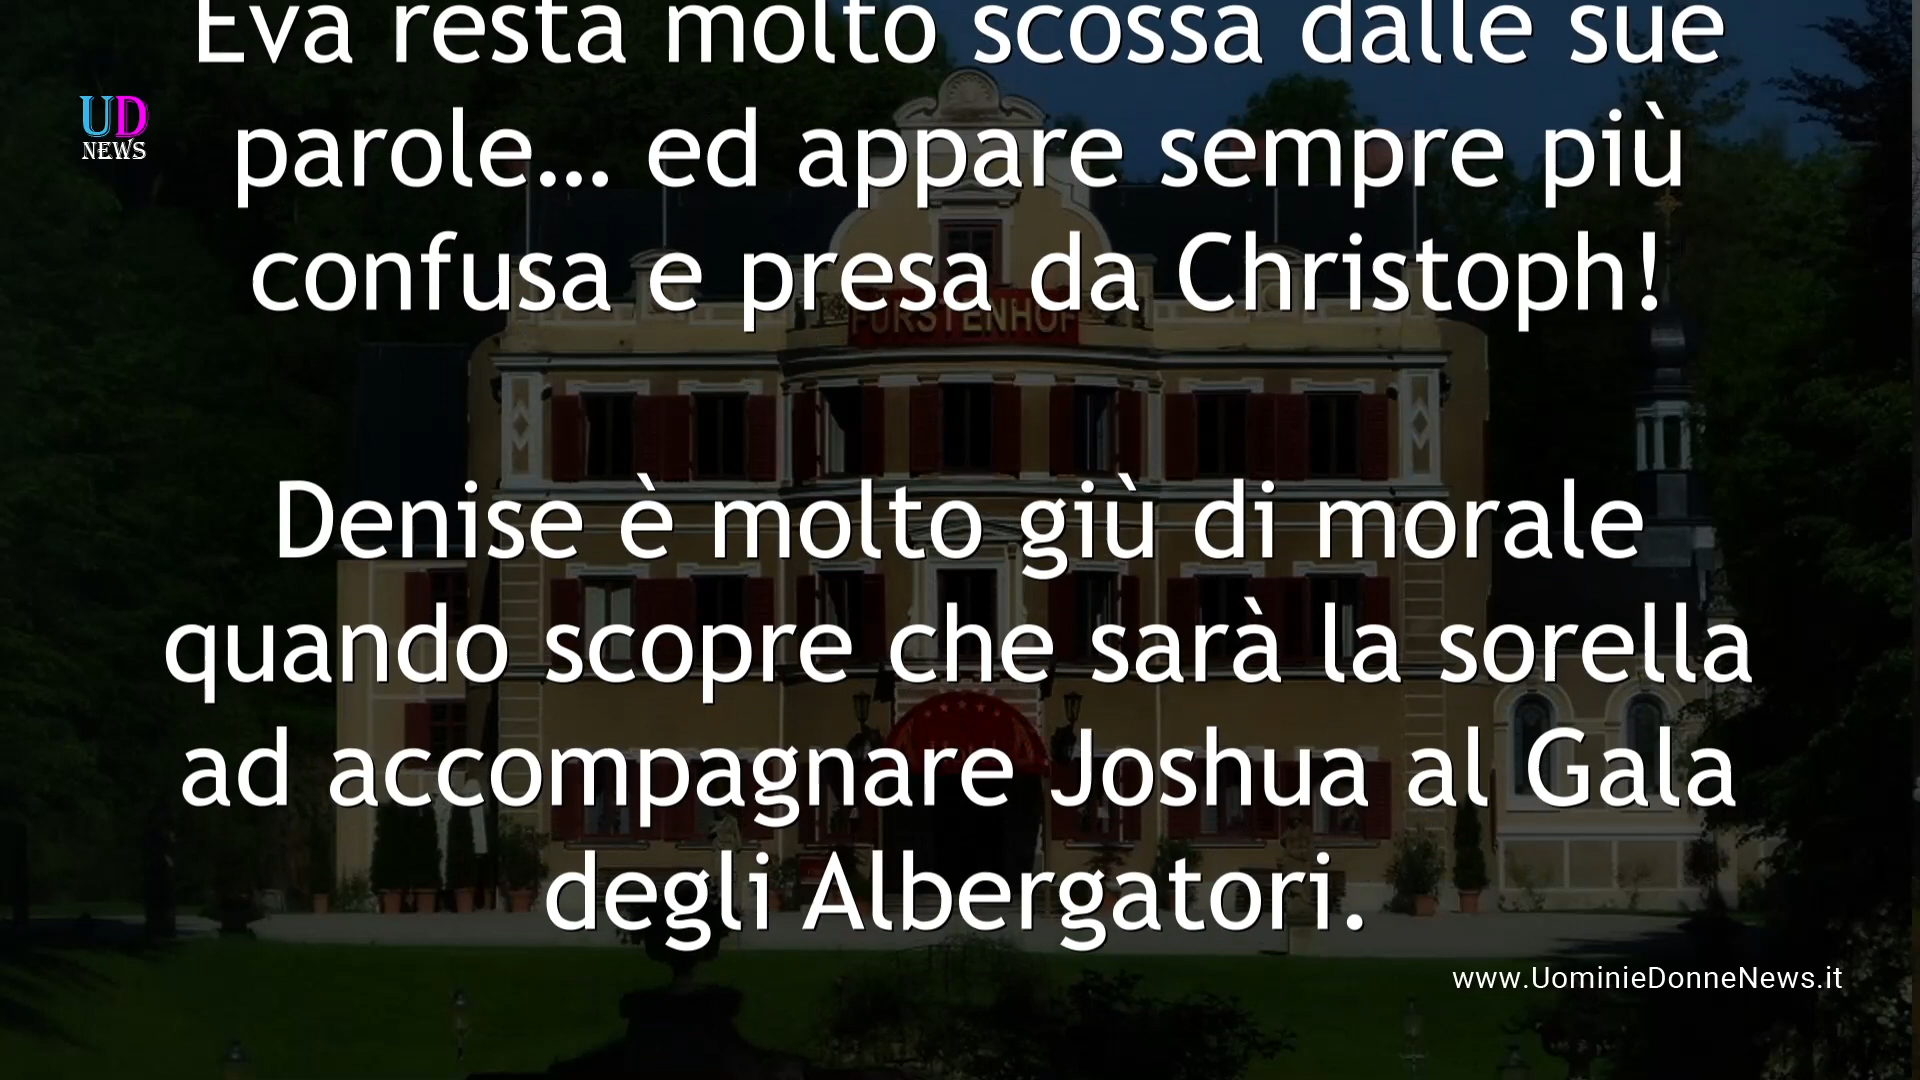 Eva resta molto scossa dalle sue
UD
NEWS
parole... ed appare sempre più
confusa e presa da Christoph!
FÜRSTENHOF
Denise è molto giù di morale
quando scopre che sarà la sorella
ad accompagnare Joshua al Gala
degli Albergatori.
www.UominieDonneNews.it